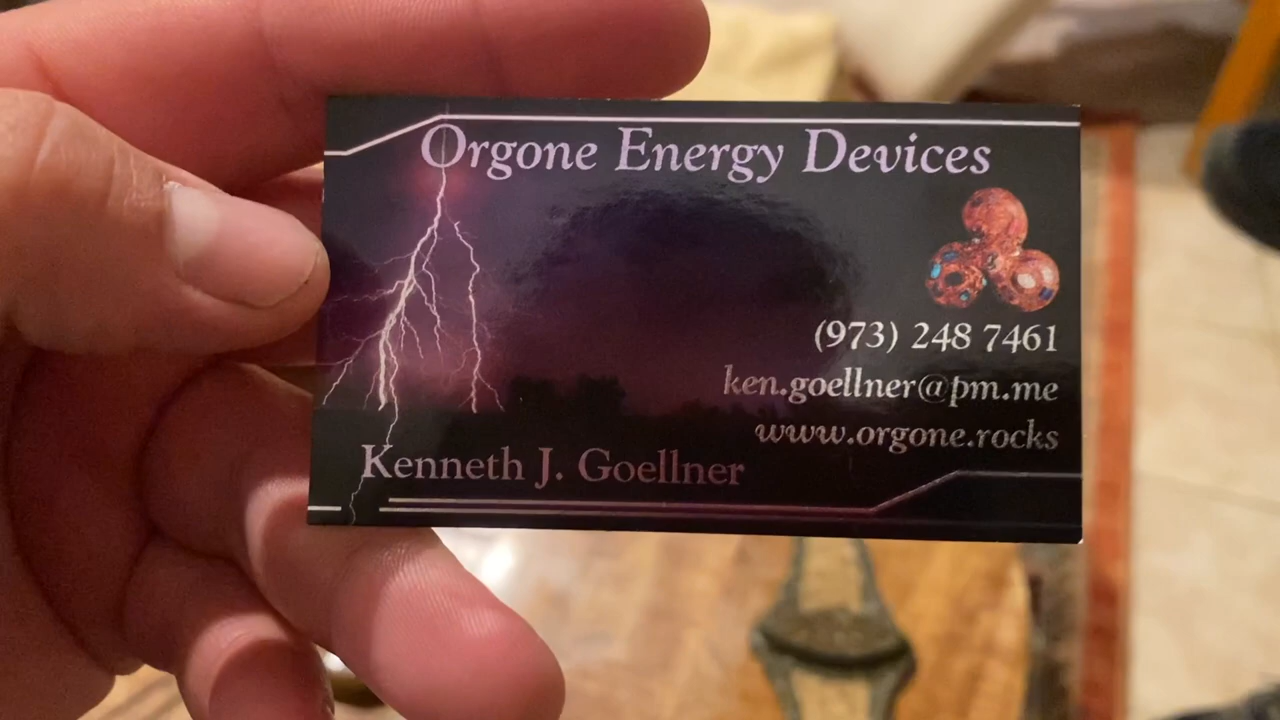 Orgone Energy Devices
(973) 248 7461
ken.goellner@pm.me
www.orgone.rocks
Kenneth J. Goellner